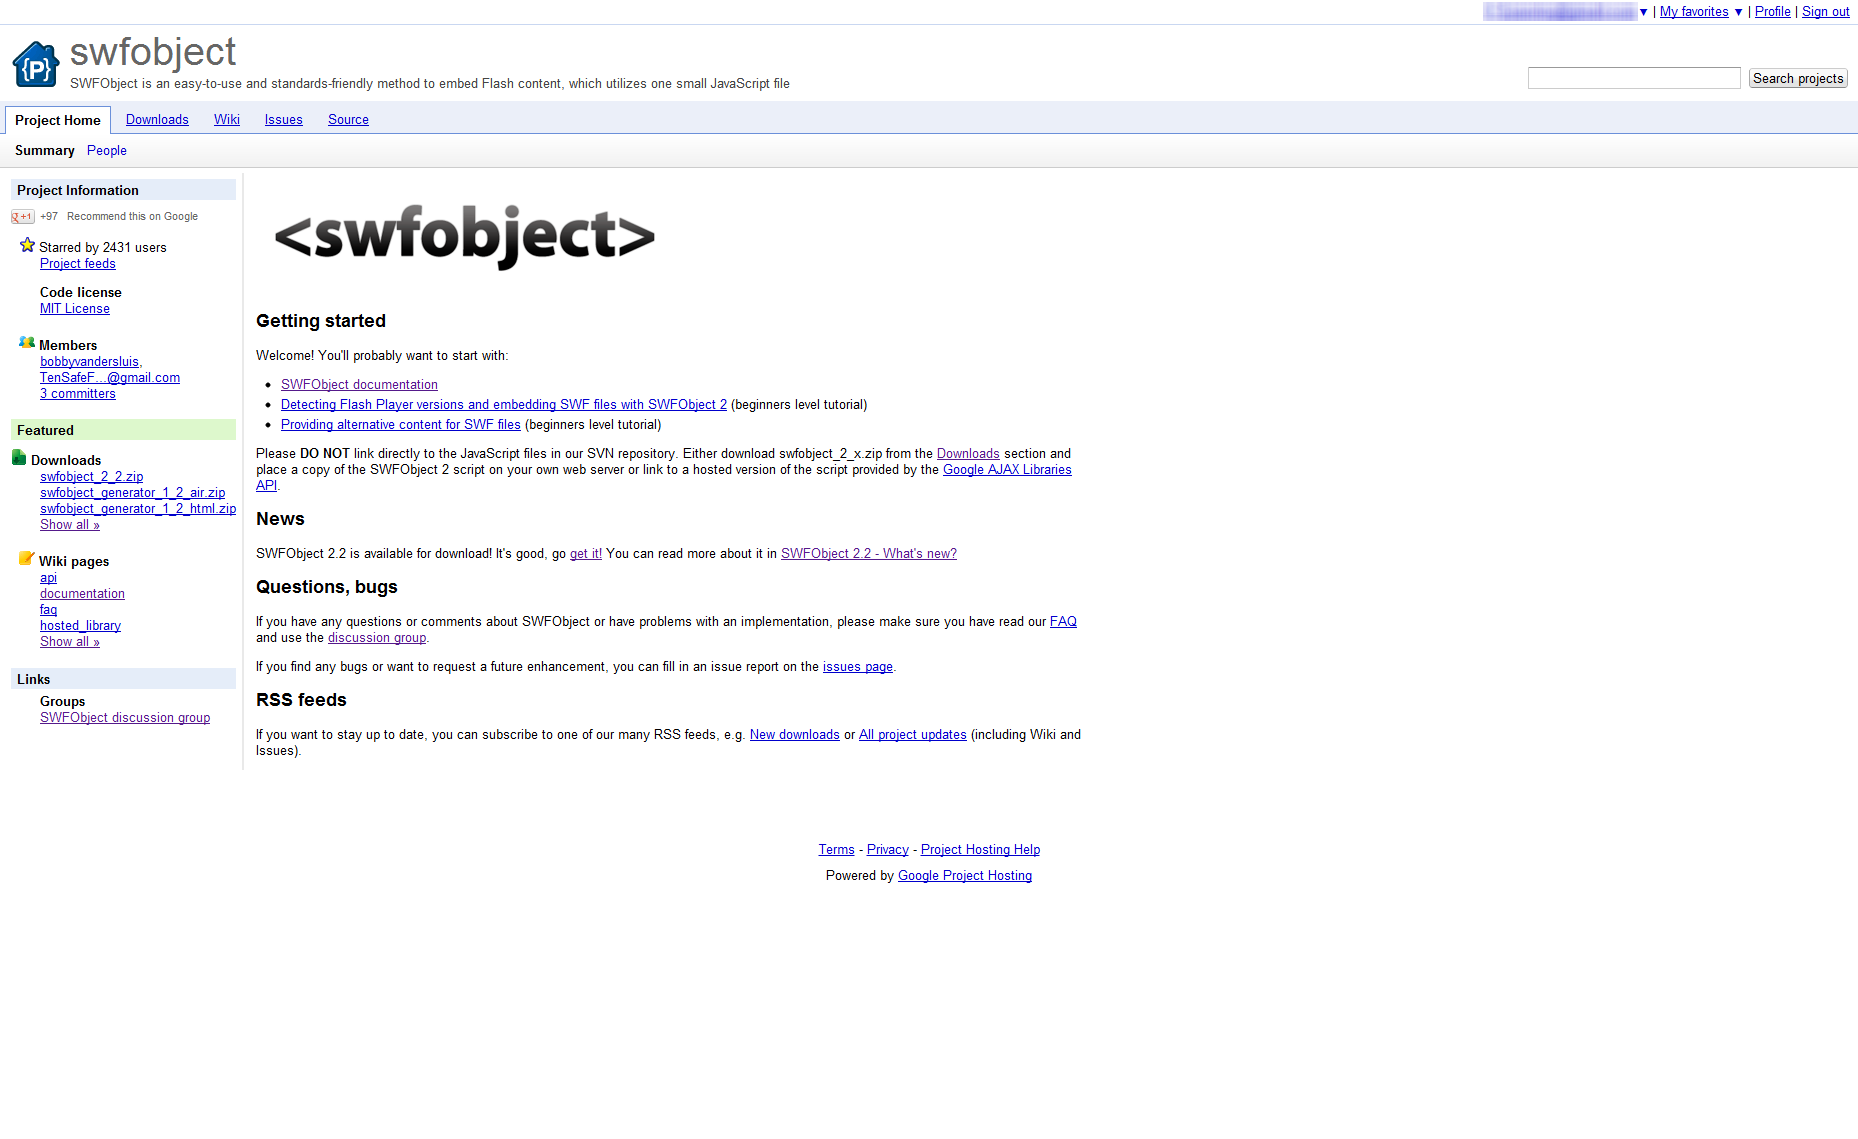 ▼ | My favorites ▼ | Profile | Sign out
swfobject
SWFObject is an easy-to-use and standards-friendly method to embed Flash content, which utilizes one small JavaScript file
Search projects
Project Home Downloads Wiki Issues Source
Summary People
Project Information
+1 +97 Recommend this on Google
Starred by 2431 users
Project feeds
Code license
MIT License
Members
bobbyvandersluis,
TenSafeF...@gmail.com
3 committers
Featured
Downloads
swfobject_2_2.zip
swfobject_generator_1_2_air.zip
swfobject_generator_1_2_html.zip
Show all »
Wiki pages
api
documentation
faq
hosted_library
Show all »
Links
Groups
SWFObject discussion group
<swfobject>
Getting started
Welcome! You'll probably want to start with:
• SWFObject documentation
• Detecting Flash Player versions and embedding SWF files with SWFObject 2 (beginners level tutorial)
• Providing alternative content for SWF files (beginners level tutorial)
Please DO NOT link directly to the JavaScript files in our SVN repository. Either download swfobject_2_x.zip from the Downloads section and
place a copy of the SWFObject 2 script on your own web server or link to a hosted version of the script provided by the Google AJAX Libraries
API.
News
SWFObject 2.2 is available for download! It's good, go get it! You can read more about it in SWFObject 2.2 - What's new?
Questions, bugs
If you have any questions or comments about SWFObject or have problems with an implementation, please make sure you have read our FAQ
and use the discussion group.
If you find any bugs or want to request a future enhancement, you can fill in an issue report on the issues page.
RSS feeds
If you want to stay up to date, you can subscribe to one of our many RSS feeds, e.g. New downloads or All project updates (including Wiki and
Issues).
Terms - Privacy - Project Hosting Help
Powered by Google Project Hosting